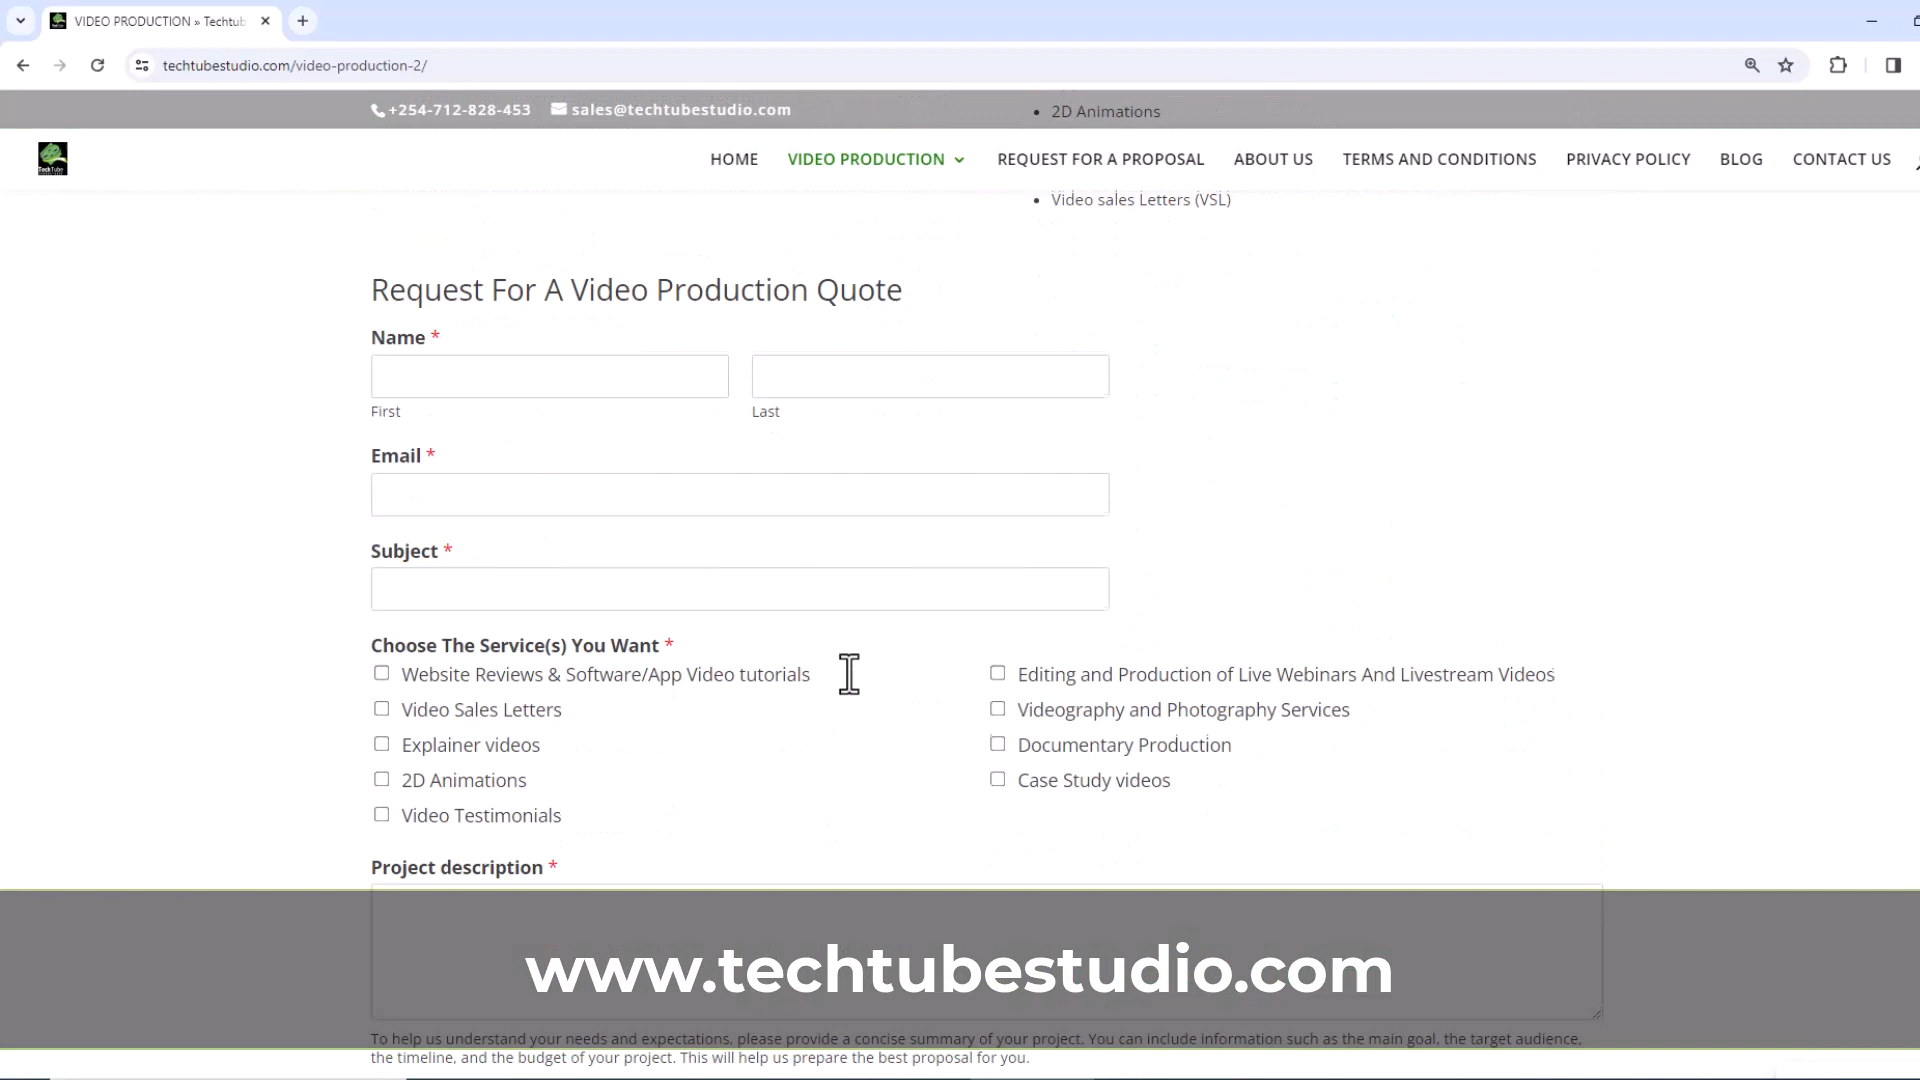 VIDEO PRODUCTION » Techtub
techtubestudio.com/video-production-2/
+254-712-828-453 sales@techtubestudio.com
2D Animations
TechTube
HOME VIDEO PRODUCTION REQUEST FOR A PROPOSAL ABOUT US TERMS AND CONDITIONS PRIVACY POLICY BLOG CONTACT US
Video sales Letters (VSL)
Request For A Video Production Quote
Name *
First Last
Email *
Subject *
Choose The Service(s) You Want *
Website Reviews & Software/App Video tutorials
Video Sales Letters
Explainer videos
2D Animations
Video Testimonials
Editing and Production of Live Webinars And Livestream Videos
Videography and Photography Services
Documentary Production
Case Study videos
Project description *
www.techtubestudio.com
To help us understand your needs and expectations, please provide a concise summary of your project. You can include information such as the main goal, the target audience,
the timeline, and the budget of your project. This will help us prepare the best proposal for you.